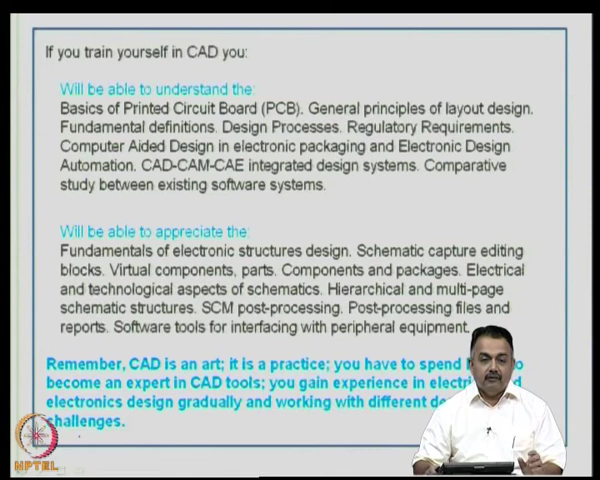 If you train yourself in CAD you:
Will be able to understand the:
Basics of Printed Circuit Board (PCB). General principles of layout design.
Fundamental definitions. Design Processes. Regulatory Requirements.
Computer Aided Design in electronic packaging and Electronic Design
Automation. CAD-CAM-CAE integrated design systems. Comparative
study between existing software systems.
Will be able to appreciate the:
Fundamentals of electronic structures design. Schematic capture editing
blocks. Virtual components, parts. Components and packages. Electrical
and technological aspects of schematics. Hierarchical and multi-page
schematic structures. SCM post-processing. Post-processing files and
reports. Software tools for interfacing with peripheral equipment.
Remember, CAD is an art; it is a practice; you have to spend
become an expert in CAD tools; you gain experience in
electronics design gradually and working with different
challenges.
NPTEL